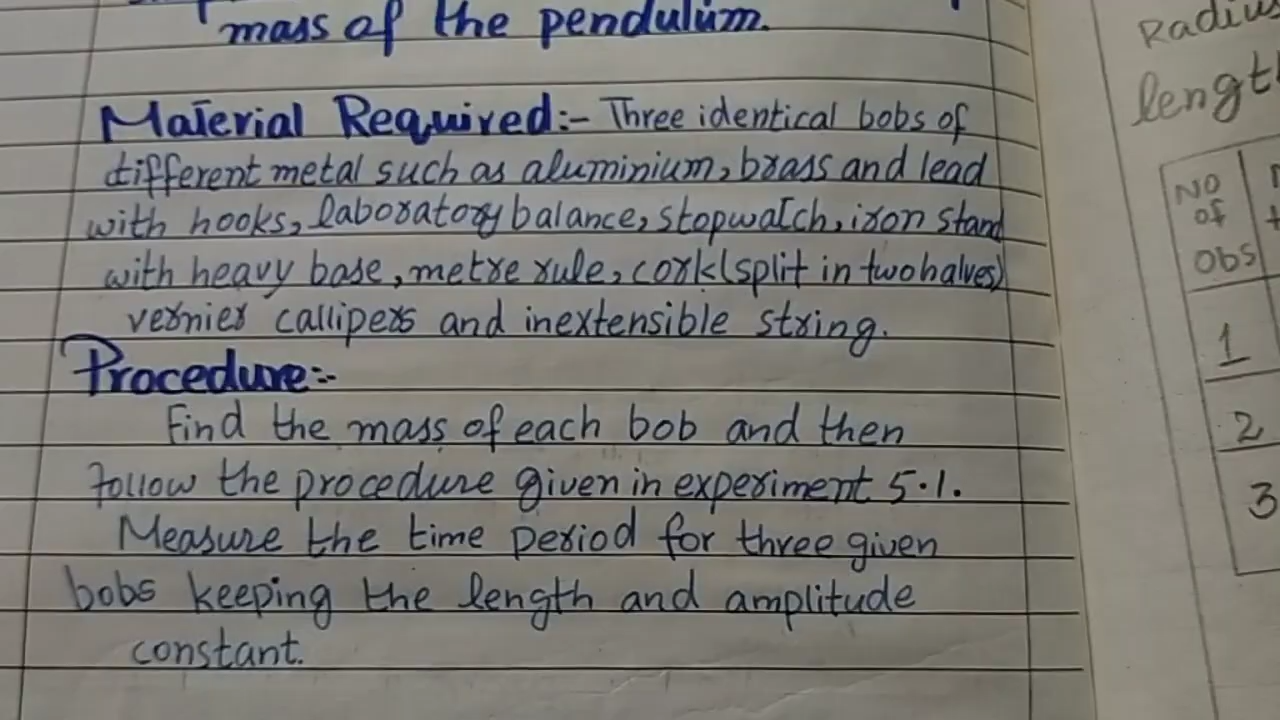 mass of the pendulum.
Material Required:- Three identical bobs of
different metal such as aluminium, brass and lead
with hooks, laboratory balance, stopwatch, iron stand
with heavy base, metre rule, cork(split in two halves)
vernier callipers and inextensible string.
Procedure:-
Find the mass of each bob and then
follow the procedure given in experiment 5.1.
Measure the time period for three given
bobs keeping the length and amplitude
constant.
Radius
lengt
No
of
obs
1
2
3